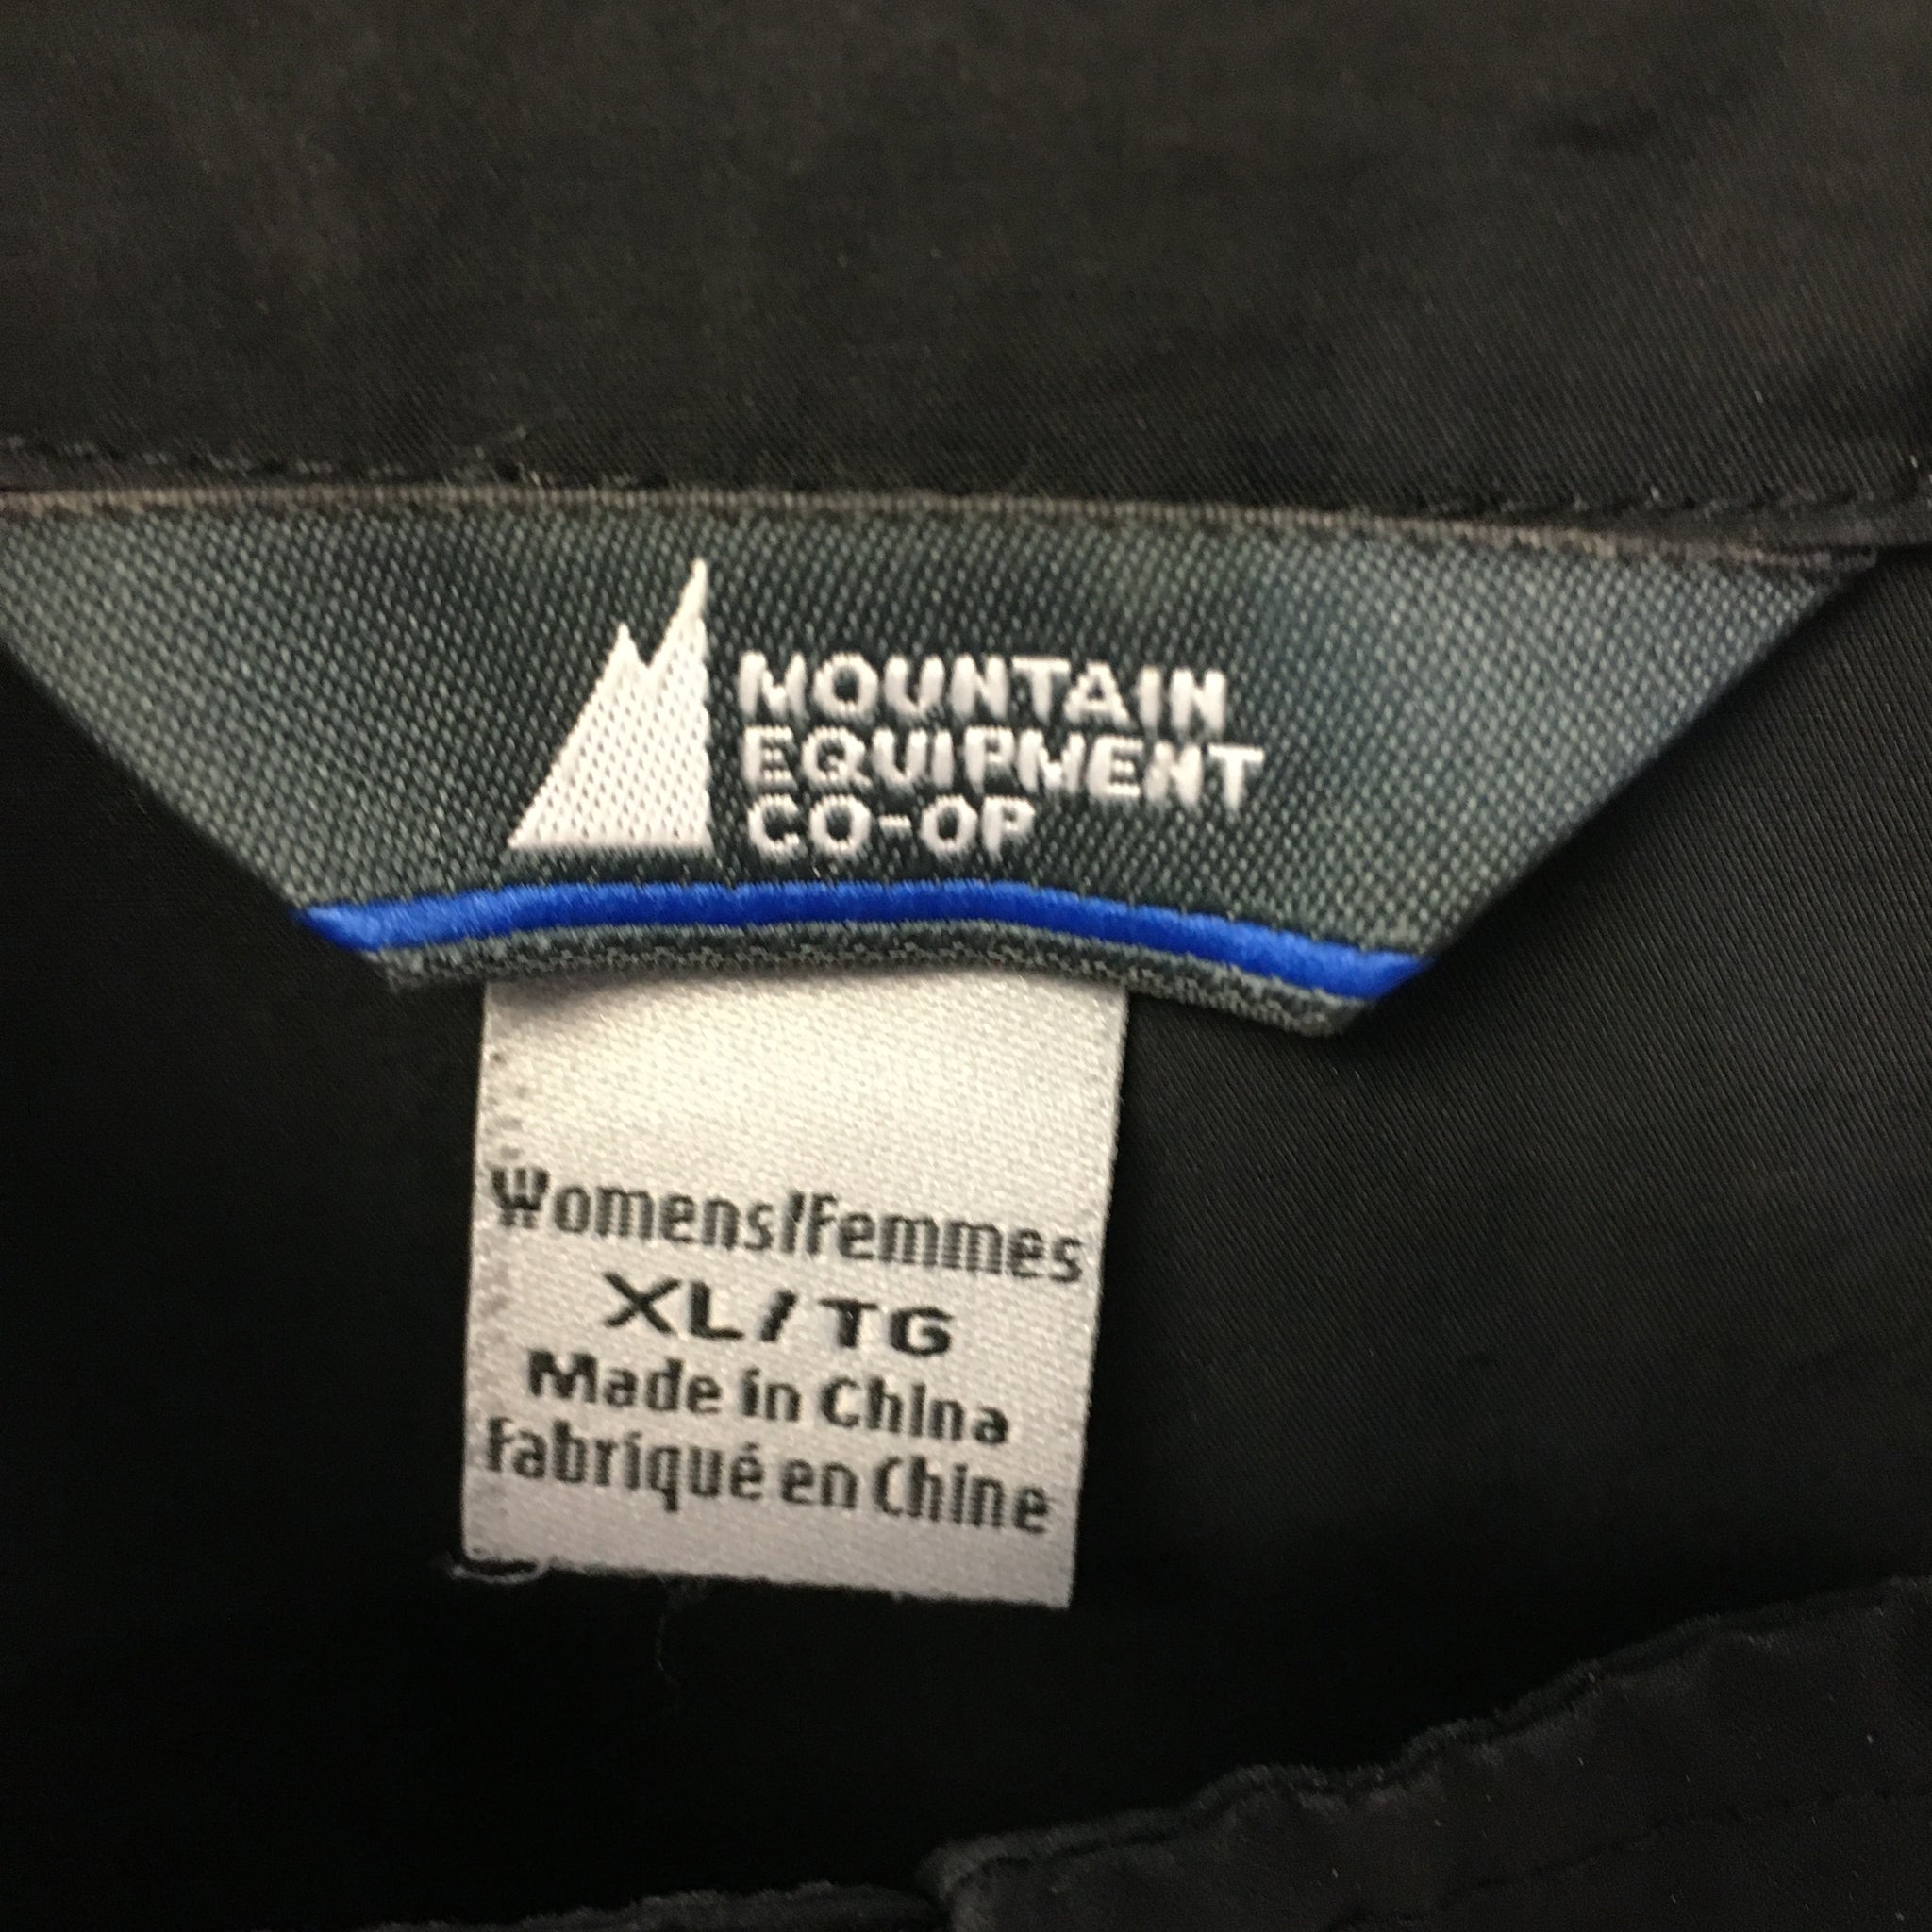 MOUNTAIN
EQUIPMENT
CO-OP
Womens/Femmes
XL/TG
Made in China
Fabriqué en Chine